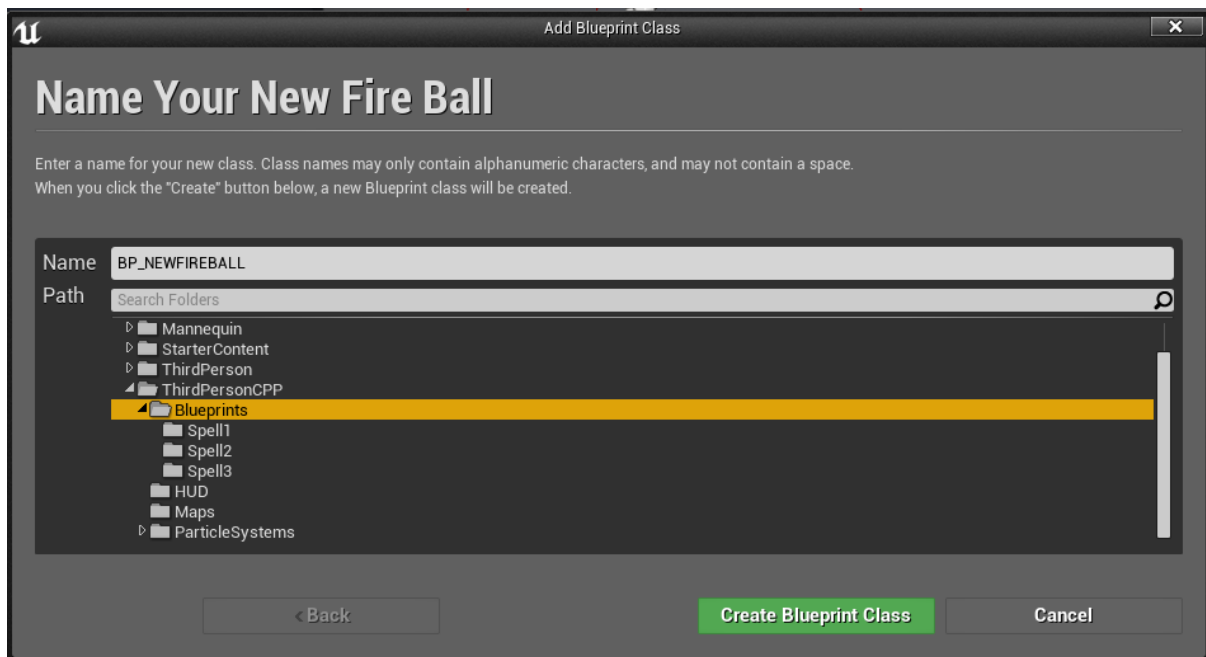 Add Blueprint Class
Name Your New Fire Ball
Enter a name for your new class. Class names may only contain alphanumeric characters, and may not contain a space.
When you click the "Create" button below, a new Blueprint class will be created.
Name BP_NEWFIREBALL
Path Search Folders
Mannequin
StarterContent
ThirdPerson
ThirdPersonCPP
Blueprints
Spell1
Spell2
Spell3
HUD
Maps
ParticleSystems
<Back Create Blueprint Class Cancel